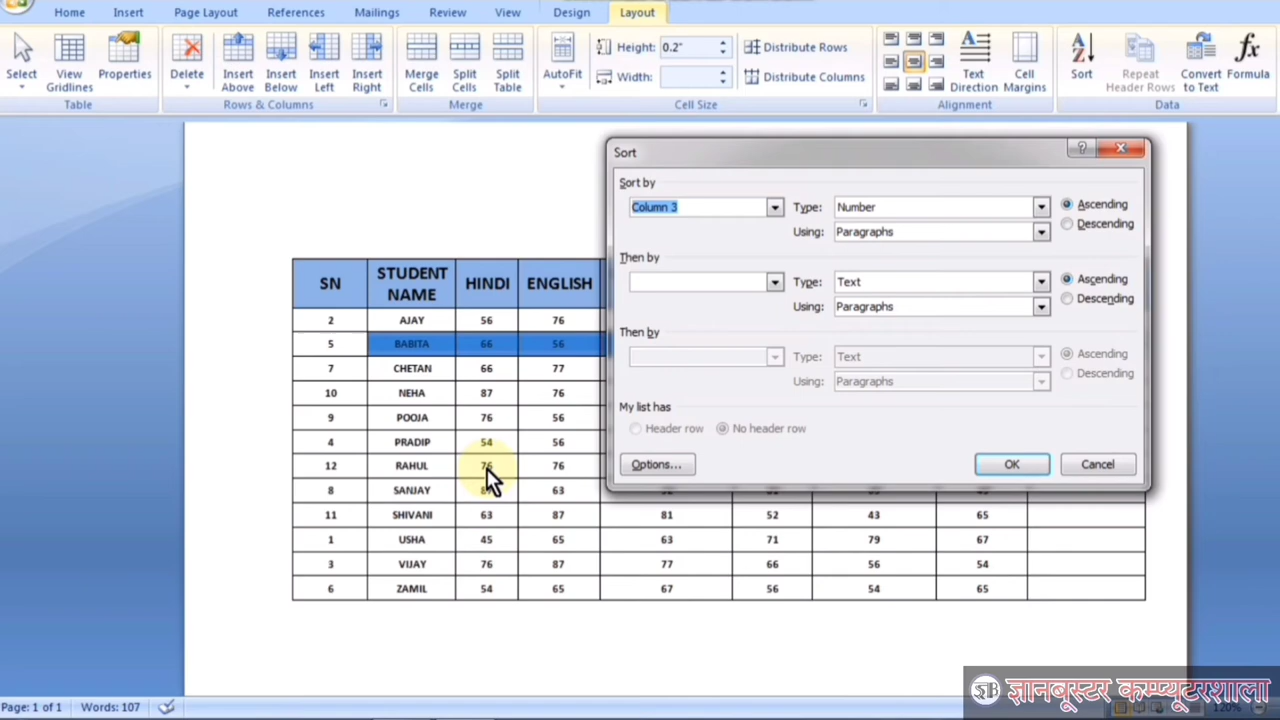 Home Insert Page Layout References Mailings Review View Design Layout
Select View Gridlines Properties Delete Insert Above Insert Below Insert Left Insert Right Merge Cells Split Cells Split Table AutoFit Height: 0.2" Width: Distribute Rows Distribute Columns Text Direction Cell Margins Sort Repeat Header Rows Convert to Text Formula
Table Rows & Columns Merge Cell Size Alignment Data
Sort
Sort by
Column 3 Type: Number Ascending
Using: Paragraphs Descending
Then by
Type: Text Ascending
Using: Paragraphs Descending
Then by
Type: Text Ascending
Using: Paragraphs Descending
My list has
Header row No header row
Options... OK Cancel
SN STUDENT NAME HINDI ENGLISH
2 AJAY 56 76
5 BABITA 66 56
7 CHETAN 66 77
10 NEHA 87 76
9 POOJA 76 56
4 PRADIP 54 56
12 RAHUL 76 76
8 SANJAY 63
11 SHIVANI 63 87 81 52 43 65
1 USHA 45 65 63 71 79 67
3 VIJAY 76 87 77 66 56 54
6 ZAMIL 54 65 67 56 54 65
ज्ञानबूस्टर कम्प्यूटरशाला
Page: 1 of 1 Words: 107 120%